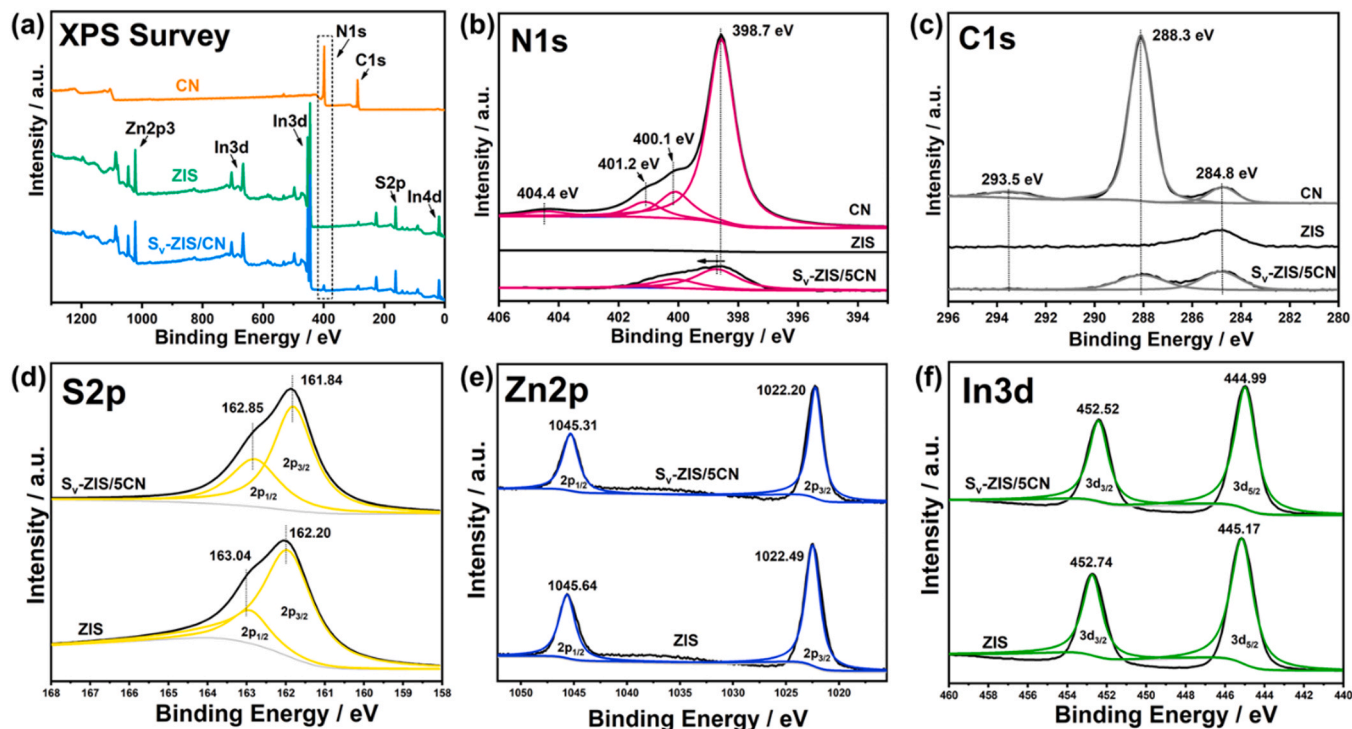 (a) XPS Survey
N1s
C1s
CN
Zn2p3
In3d
In3d
ZIS
S2p
In4d
Sv-ZIS/CN
1200 1000 800 600 400 200 0
Binding Energy / eV
Intensity / a.u.
(b) N1s
398.7 eV
400.1 eV
401.2 eV
404.4 eV
CN
ZIS
Sv-ZIS/5CN
406 404 402 400 398 396 394
Binding Energy / eV
Intensity / a.u.
(c) C1s
288.3 eV
293.5 eV
284.8 eV
CN
ZIS
Sv-ZIS/5CN
296 294 292 290 288 286 284 282 280
Binding Energy / eV
Intensity / a.u.
(d) S2p
161.84
162.85
2p3/2
2p1/2
Sv-ZIS/5CN
162.20
163.04
2p3/2
2p1/2
ZIS
168 167 166 165 164 163 162 161 160 159 158
Binding Energy / eV
Intensity / a.u.
(e) Zn2p
1022.20
1045.31
2p1/2
Sv-ZIS/5CN
2p3/2
1022.49
1045.64
2p1/2
ZIS
2p3/2
1050 1045 1040 1035 1030 1025 1020
Binding Energy / eV
Intensity / a.u.
(f) In3d
444.99
452.52
3d3/2
3d5/2
Sv-ZIS/5CN
445.17
452.74
3d3/2
3d5/2
ZIS
460 458 456 454 452 450 448 446 444 442 440
Binding Energy / eV
Intensity / a.u.